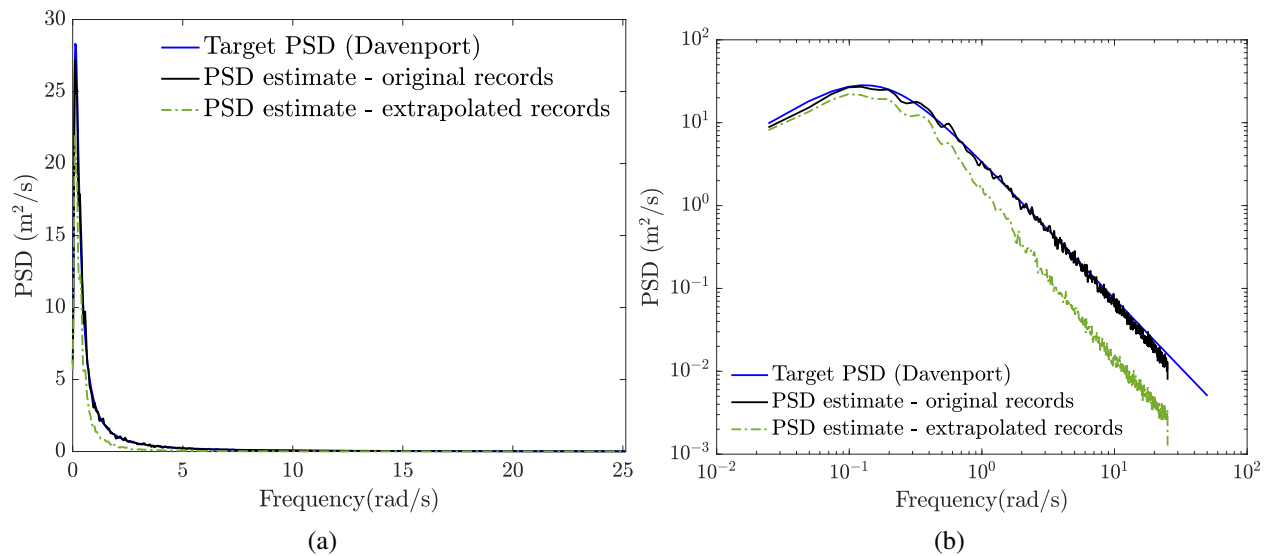 30
25
20
15
10
5
0
PSD (m²/s)
Target PSD (Davenport)
PSD estimate - original records
PSD estimate - extrapolated records
0 5 10 15 20 25
Frequency(rad/s)
(a)
10²
10¹
10⁰
10⁻¹
10⁻²
10⁻³
PSD (m²/s)
Target PSD (Davenport)
PSD estimate - original records
PSD estimate - extrapolated records
10⁻² 10⁻¹ 10⁰ 10¹ 10²
Frequency(rad/s)
(b)